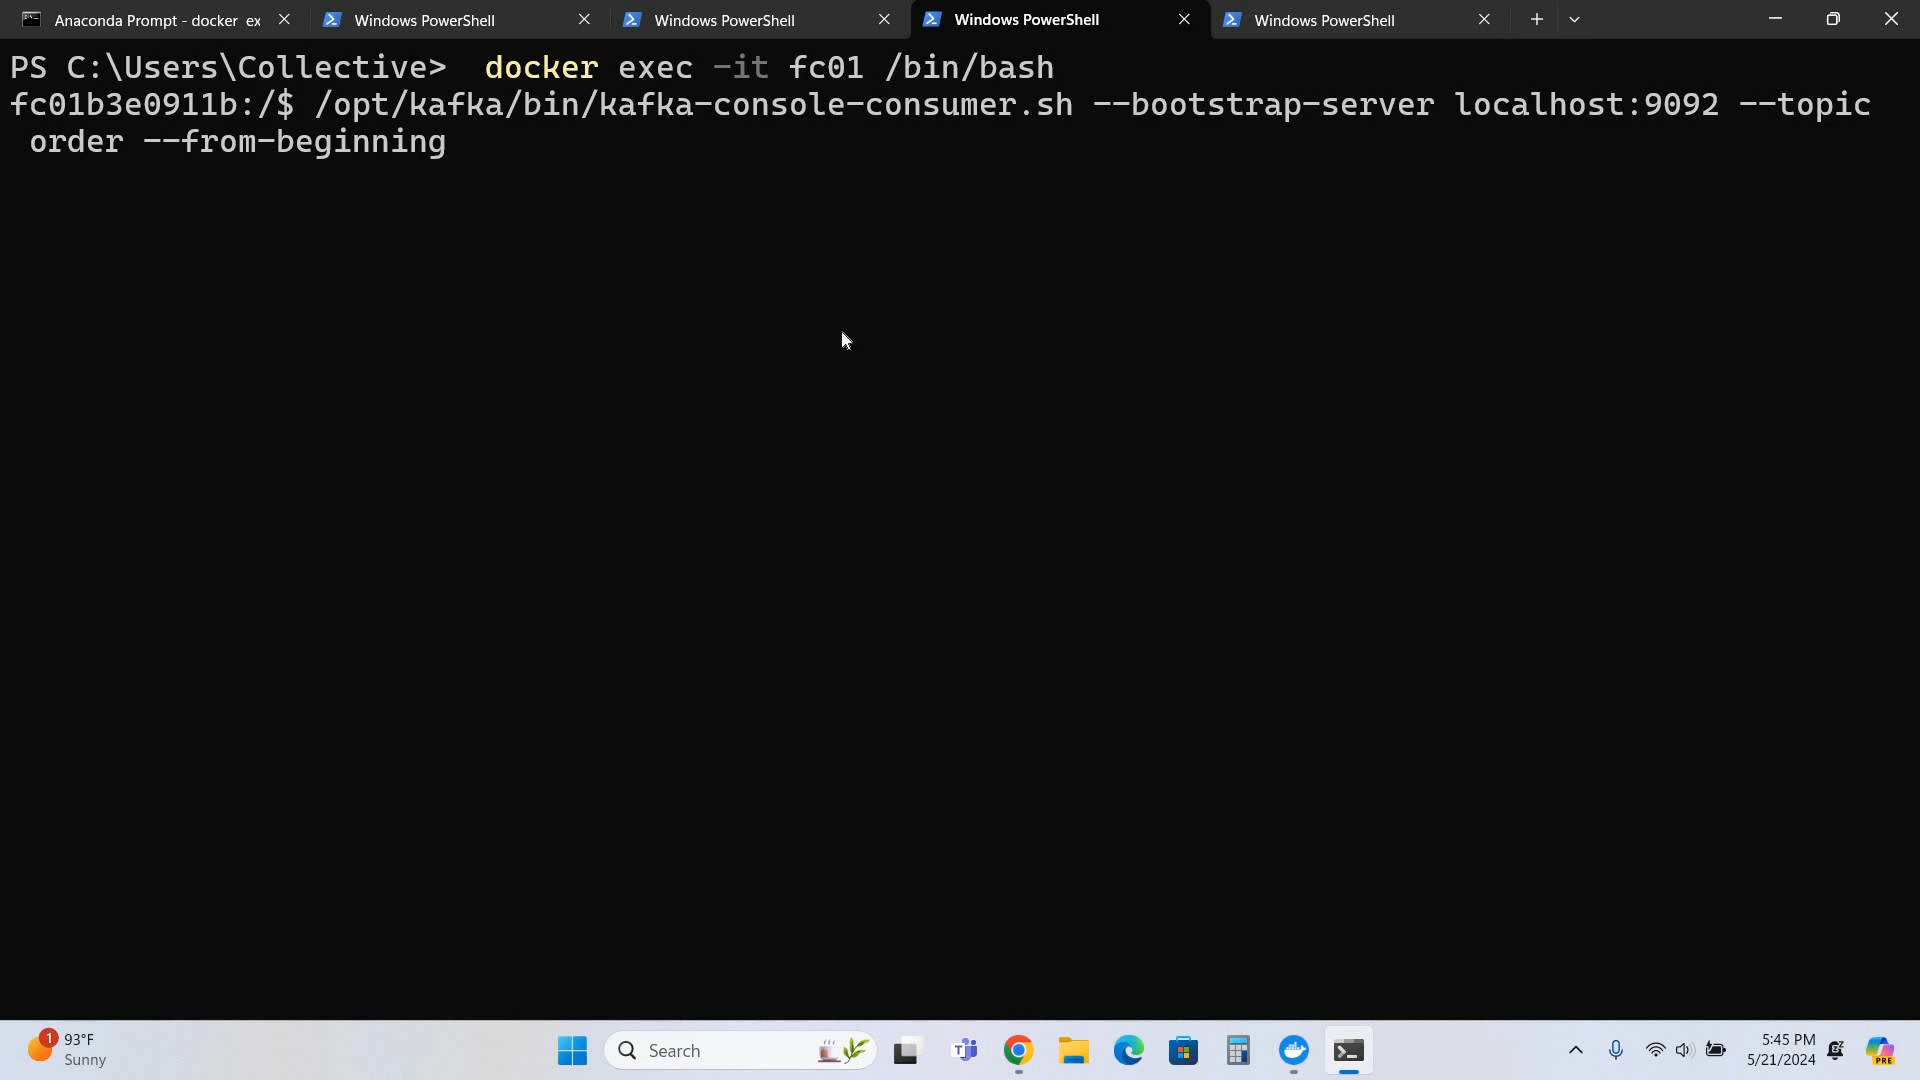 Anaconda Prompt - docker ex
Windows PowerShell
Windows PowerShell
Windows PowerShell
Windows PowerShell
PS C:\Users\Collective>  docker exec -it fc01 /bin/bash
fc01b3e0911b:/$ /opt/kafka/bin/kafka-console-consumer.sh --bootstrap-server localhost:9092 --topic
order --from-beginning
1
93°F
Sunny
Search
PRE
5:45 PM
5/21/2024